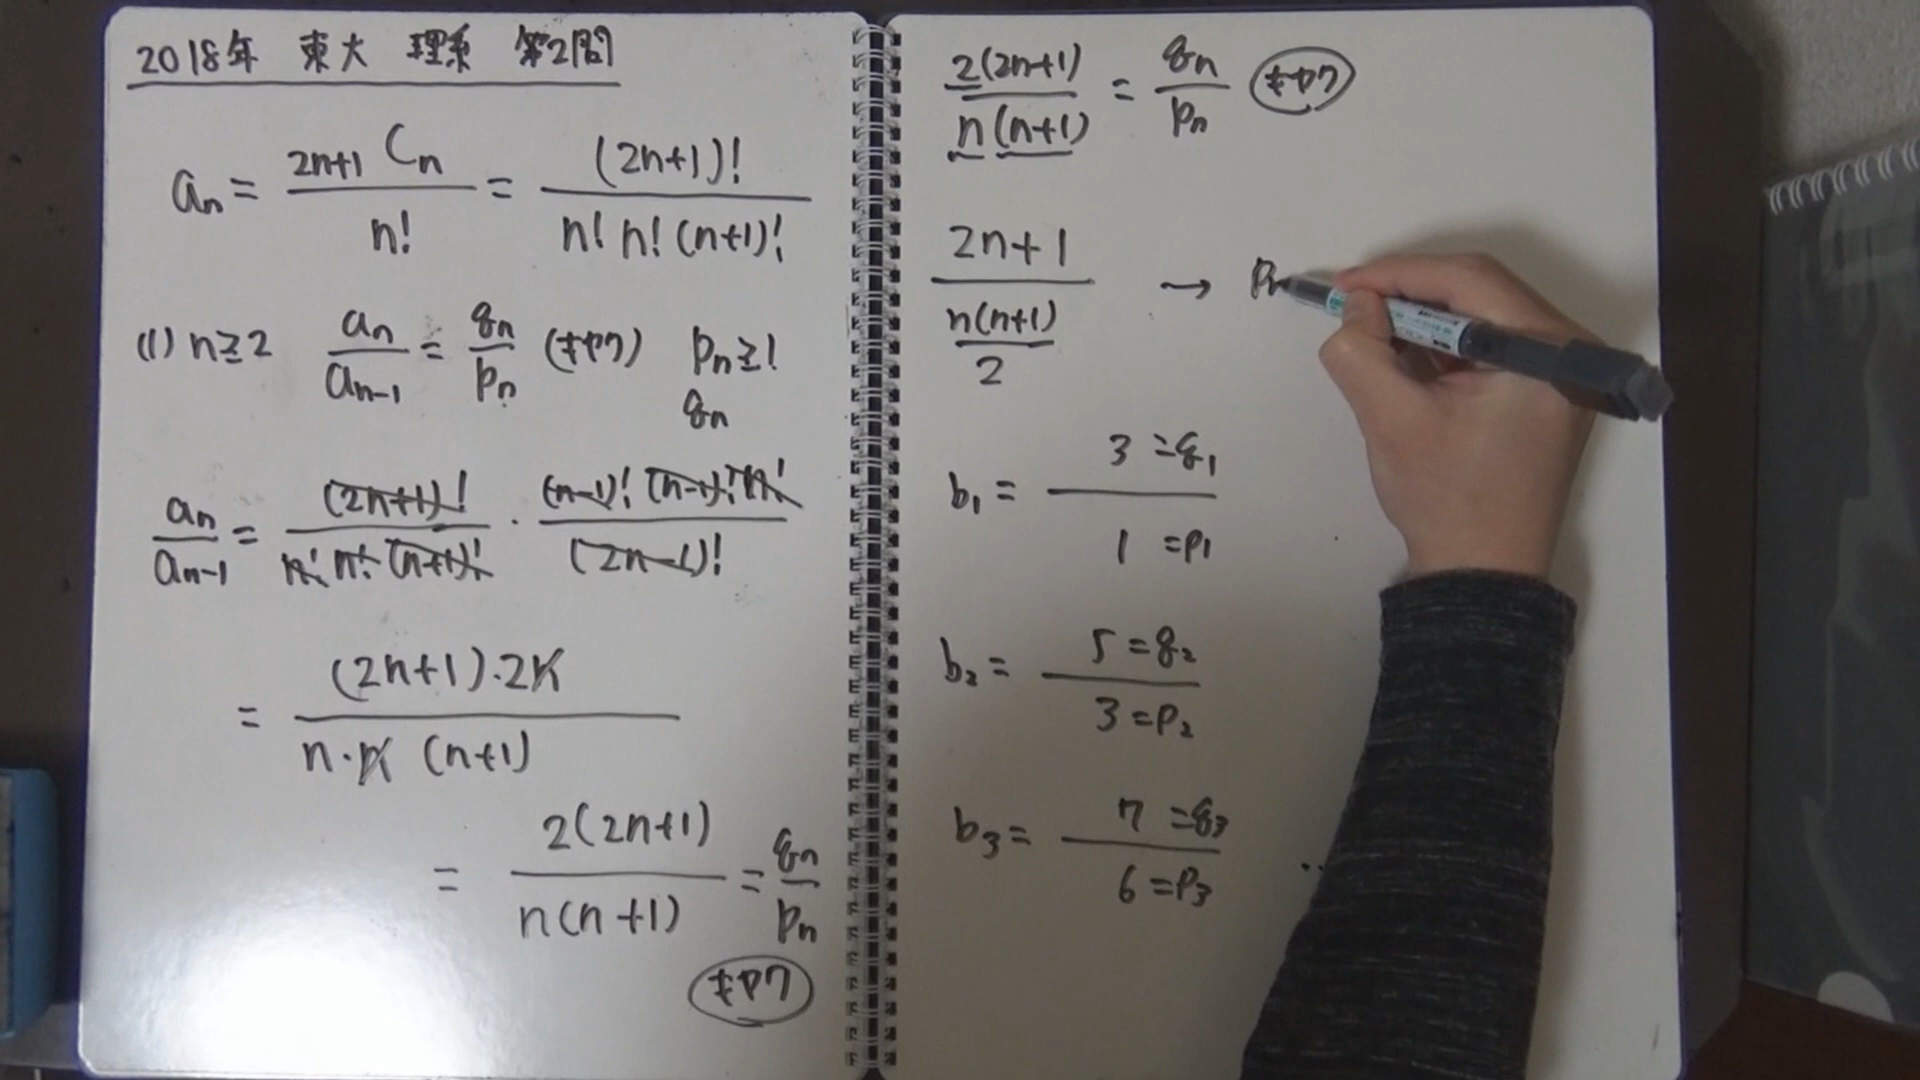 2018年 東大 理系 第2問
an = 2n+1Cn / n! = (2n+1)! / n! n! (n+1)!
(1) n≧2 an / an-1 = qn / pn (キヤク) pn≧1
qn
an / an-1 = (2n+1)! / n! n! (n+1)! · (n-1)! (n-1)! n! / (2n-1)!
= (2n+1)·2n / n·n (n+1)
= 2(2n+1) / n(n+1) = qn / pn
キヤク
2(2n+1) / n(n+1) = qn / pn キヤク
2n+1 / n(n+1) / 2 → Pn
b1 = 3 =q1 / 1 =p1
b2 = 5 =q2 / 3 =P2
b3 = 7 =q3 / 6 =P3 ..